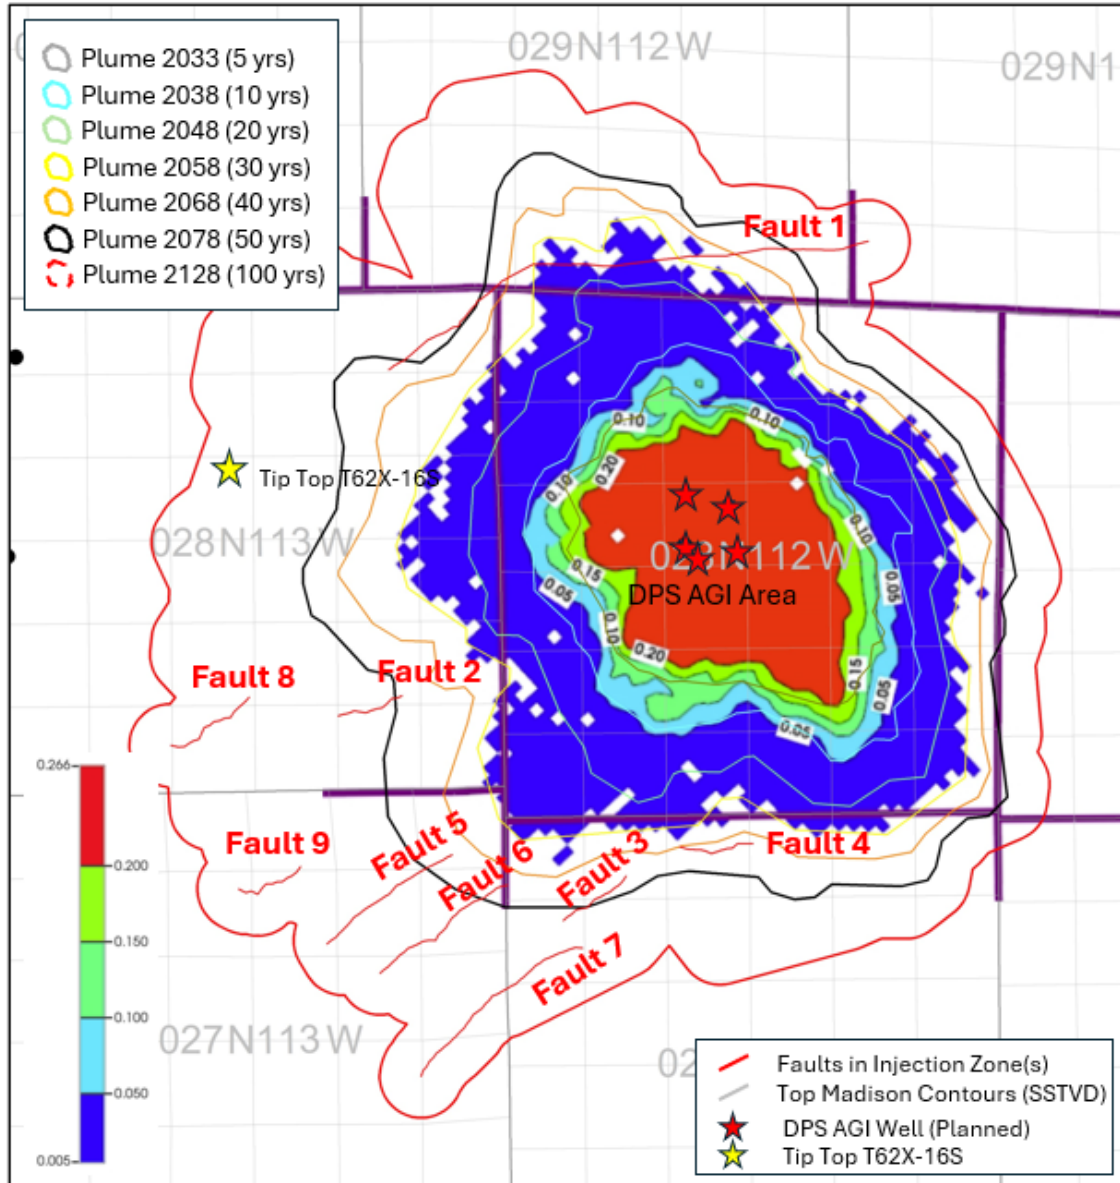 029N112W
029N1
Plume 2033 (5 yrs)
Plume 2038 (10 yrs)
Plume 2048 (20 yrs)
Plume 2058 (30 yrs)
Plume 2068 (40 yrs)
Plume 2078 (50 yrs)
Plume 2128 (100 yrs)
Fault 1
0.10
0.10
0.20
0.10
Tip Top T62X-16S
0.10
028N113W
028N112W
0.15
0.05
0.05
DPS AGI Area
0.10
0.20
Fault 8
Fault 2
0.15
0.05
0.05
0.266
0.200
0.150
0.100
0.050
0.005
Fault 9
Fault 5
Fault 6
Fault 3
Fault 4
Fault 7
027N113W
02
Faults in Injection Zone(s)
Top Madison Contours (SSTVD)
DPS AGI Well (Planned)
Tip Top T62X-16S